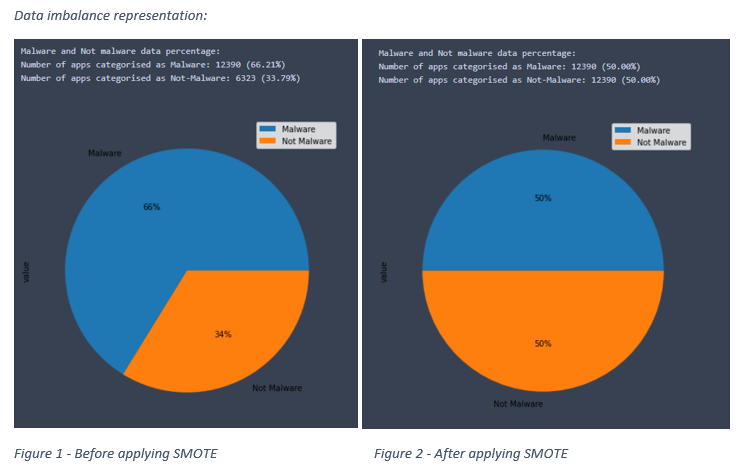 Data imbalance representation:
Malware and Not malware data percentage:
Number of apps categorised as Malware: 12390 (66.21%)
Number of apps categorised as Not-Malware: 6323 (33.79%)
Malware
Not Malware
Malware
66%
value
34%
Not Malware
Malware and Not malware data percentage:
Number of apps categorised as Malware: 12390 (50.00%)
Number of apps categorised as Not-Malware: 12390 (50.00%)
Malware
Not Malware
Malware
50%
value
50%
Not Malware
Figure 1 - Before applying SMOTE
Figure 2 - After applying SMOTE